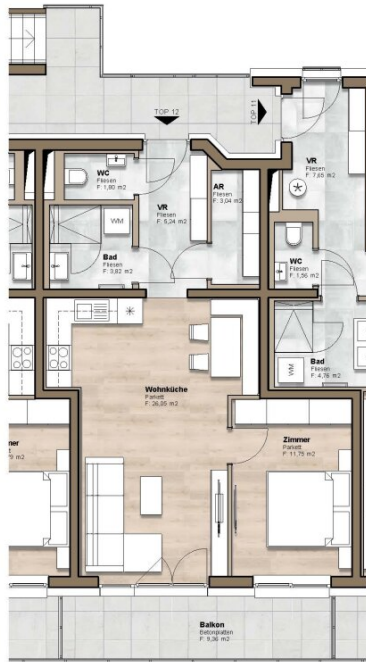 TOP 12
TOP 11
WC
Fliesen
F: 1,80 m2
VR
Fliesen
F: 5,24 m2
AR
Fliesen
F: 3,04 m2
VR
Fliesen
F: 7,65 m2
WM
Bad
Fliesen
F: 3,82 m2
WC
Fliesen
F: 1,56 m2
Bad
Fliesen
F: 4,76 m2
WM
Wohnküche
Parkett
F: 26,95 m2
Zimmer
Parkett
F: 11,75 m2
Balkon
Betonplatten
F: 9,36 m2